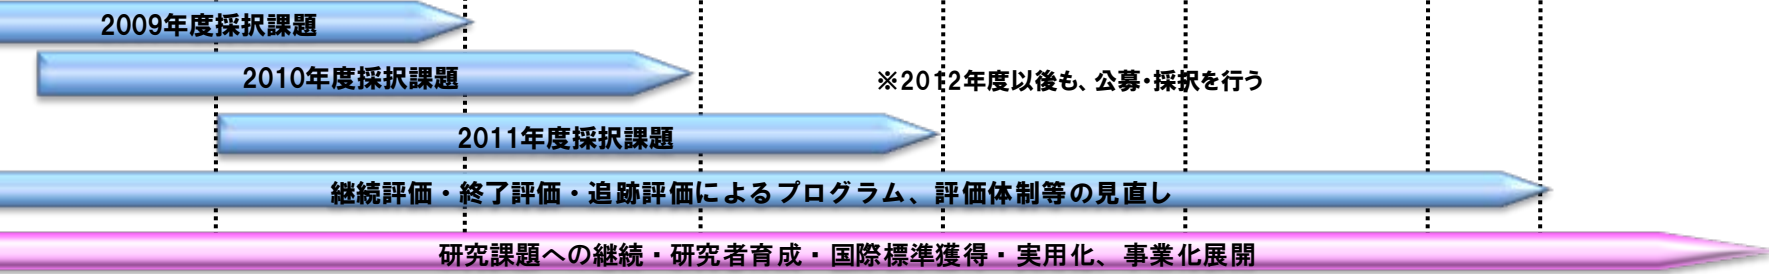 2009年度採択課題
2010年度採択課題
※2012年度以後も、公募・採択を行う
2011年度採択課題
継続評価・終了評価・追跡評価によるプログラム、評価体制等の見直し
研究課題への継続・研究者育成・国際標準獲得・実用化、事業化展開